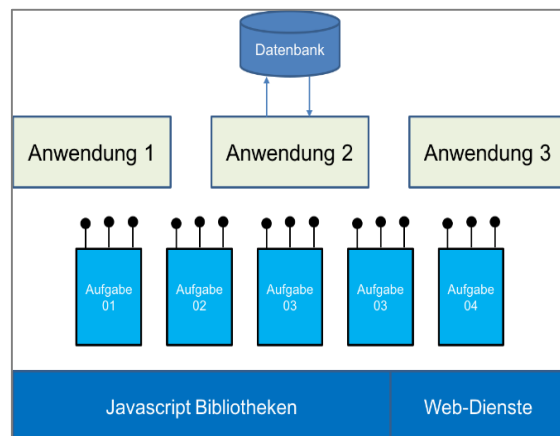 Datenbank
Anwendung 1
Anwendung 2
Anwendung 3
Aufgabe
01
Aufgabe
02
Aufgabe
03
Aufgabe
03
Aufgabe
04
Javascript Bibliotheken
Web-Dienste